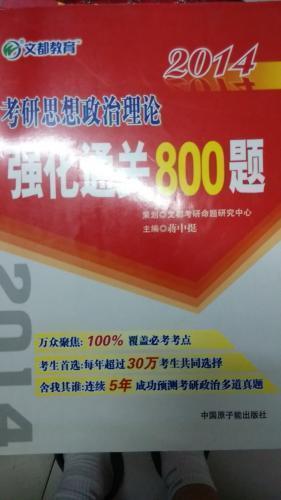 文都教育
2014
考研思想政治理论
强化通关800题
策划 文都考研命题研究中心
主编 蒋中挺
2014
万众聚焦: 100% 覆盖必考考点
考生首选: 每年超过30万考生共同选择
舍我其谁: 连续5年成功预测考研政治多道真题
中国原子能出版社